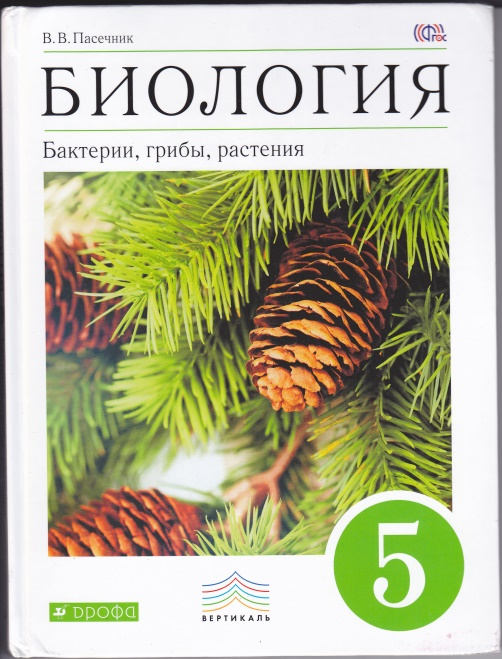 В. В. Пасечник
ФГОС
БИОЛОГИЯ
Бактерии, грибы, растения
5
дрофа
ВЕРТИКАЛЬ